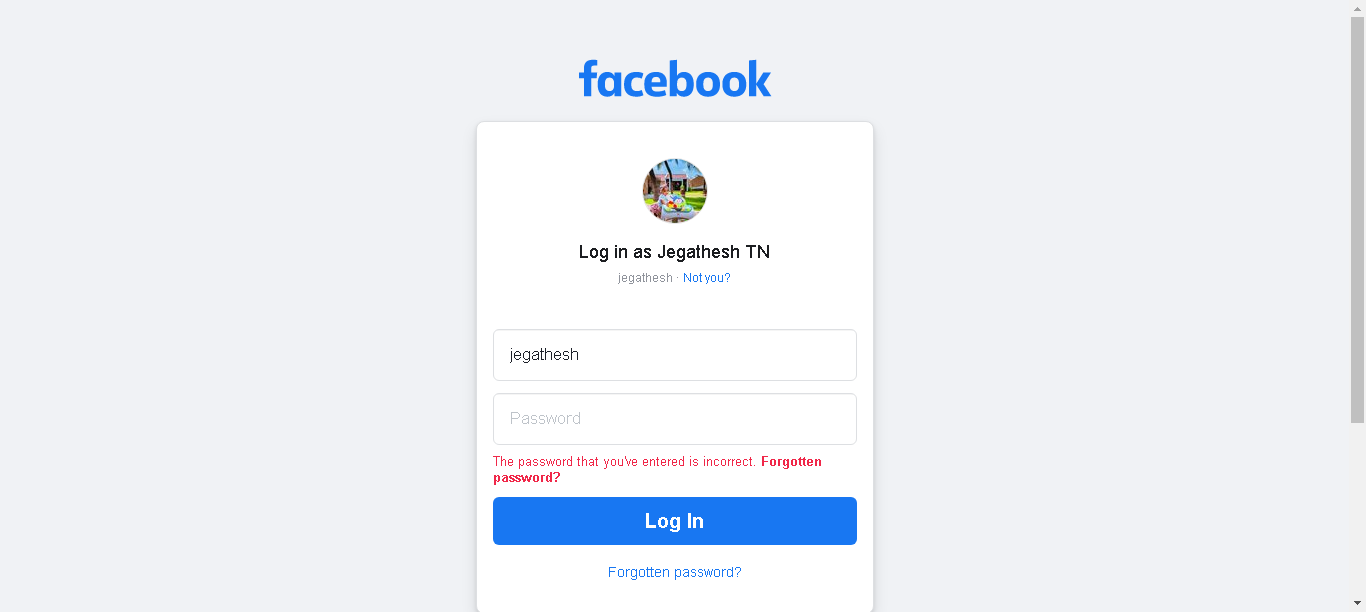 facebook
Log in as Jegathesh TN
jegathesh · Not you?
jegathesh
Password
The password that you've entered is incorrect. Forgotten
password?
Log In
Forgotten password?